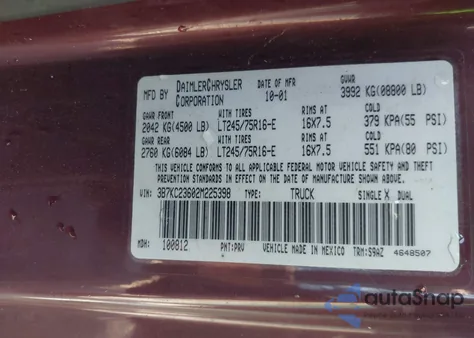 MFD BY DAIMLERCHRYSLER CORPORATION DATE OF MFR 10-01 GVWR 3992 KG(08800 LB)
GAWR FRONT WITH TIRES RIMS AT COLD
2042 KG(4500 LB) LT245/75R16-E 16X7.5 379 KPA(55 PSI)
GAWR REAR WITH TIRES RIMS AT COLD
2760 KG(6084 LB) LT245/75R16-E 16X7.5 551 KPA(80 PSI)
THIS VEHICLE CONFORMS TO ALL APPLICABLE FEDERAL MOTOR VEHICLE SAFETY AND THEFT
PREVENTION STANDARDS IN EFFECT ON THE DATE OF MANUFACTURE SHOWN ABOVE.
VIN: 3B7KC23602M225398 TYPE: TRUCK SINGLE X DUAL
MDH: 100812 PNT:PRV VEHICLE MADE IN MEXICO TRM:S9AZ 4648507
autoSnap